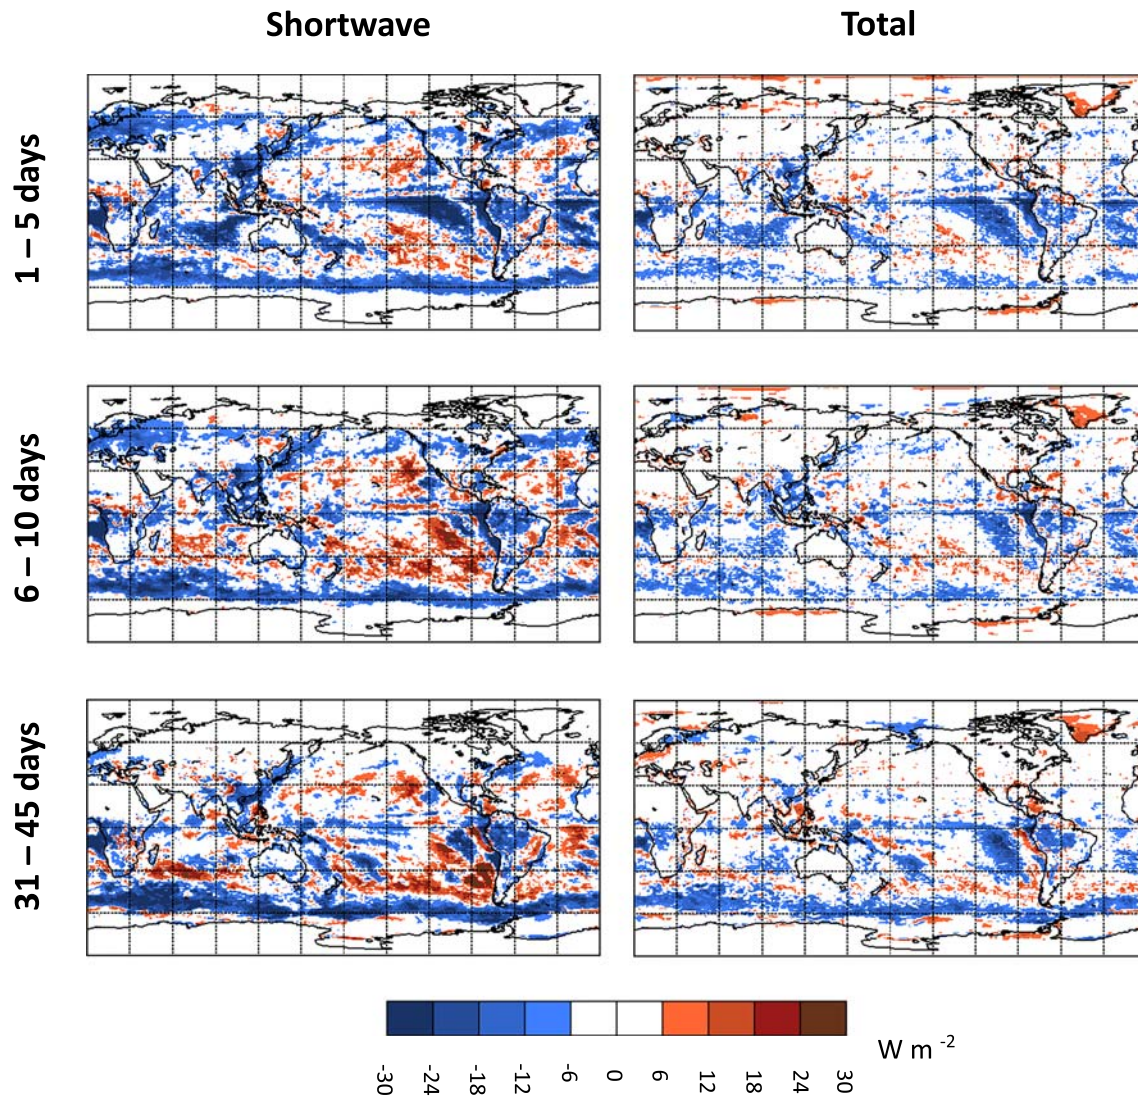 Shortwave Total
1 – 5 days
6 – 10 days
31 – 45 days
-30 -24 -18 -12 -6 0 6 12 18 24 30
W m -2